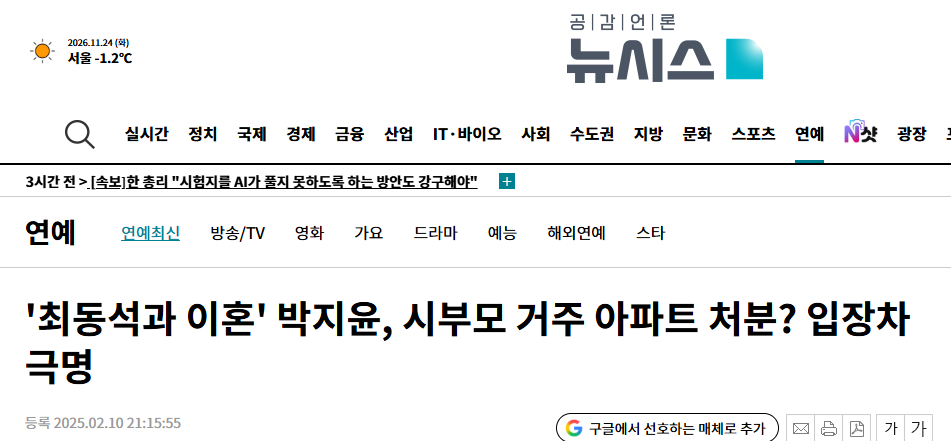 공|감|언|론
뉴시스
2026.11.24 (화)
서울 -1.2℃
실시간 정치 국제 경제 금융 산업 IT·바이오 사회 수도권 지방 문화 스포츠 연예 N샷 광장
3시간 전 > [속보]한 총리 "시험지를 AI가 풀지 못하도록 하는 방안도 강구해야"
연예 연예최신 방송/TV 영화 가요 드라마 예능 해외연예 스타
'최동석과 이혼' 박지윤, 시부모 거주 아파트 처분? 입장차
극명
등록 2025.02.10 21:15:55
구글에서 선호하는 매체로 추가 가 가